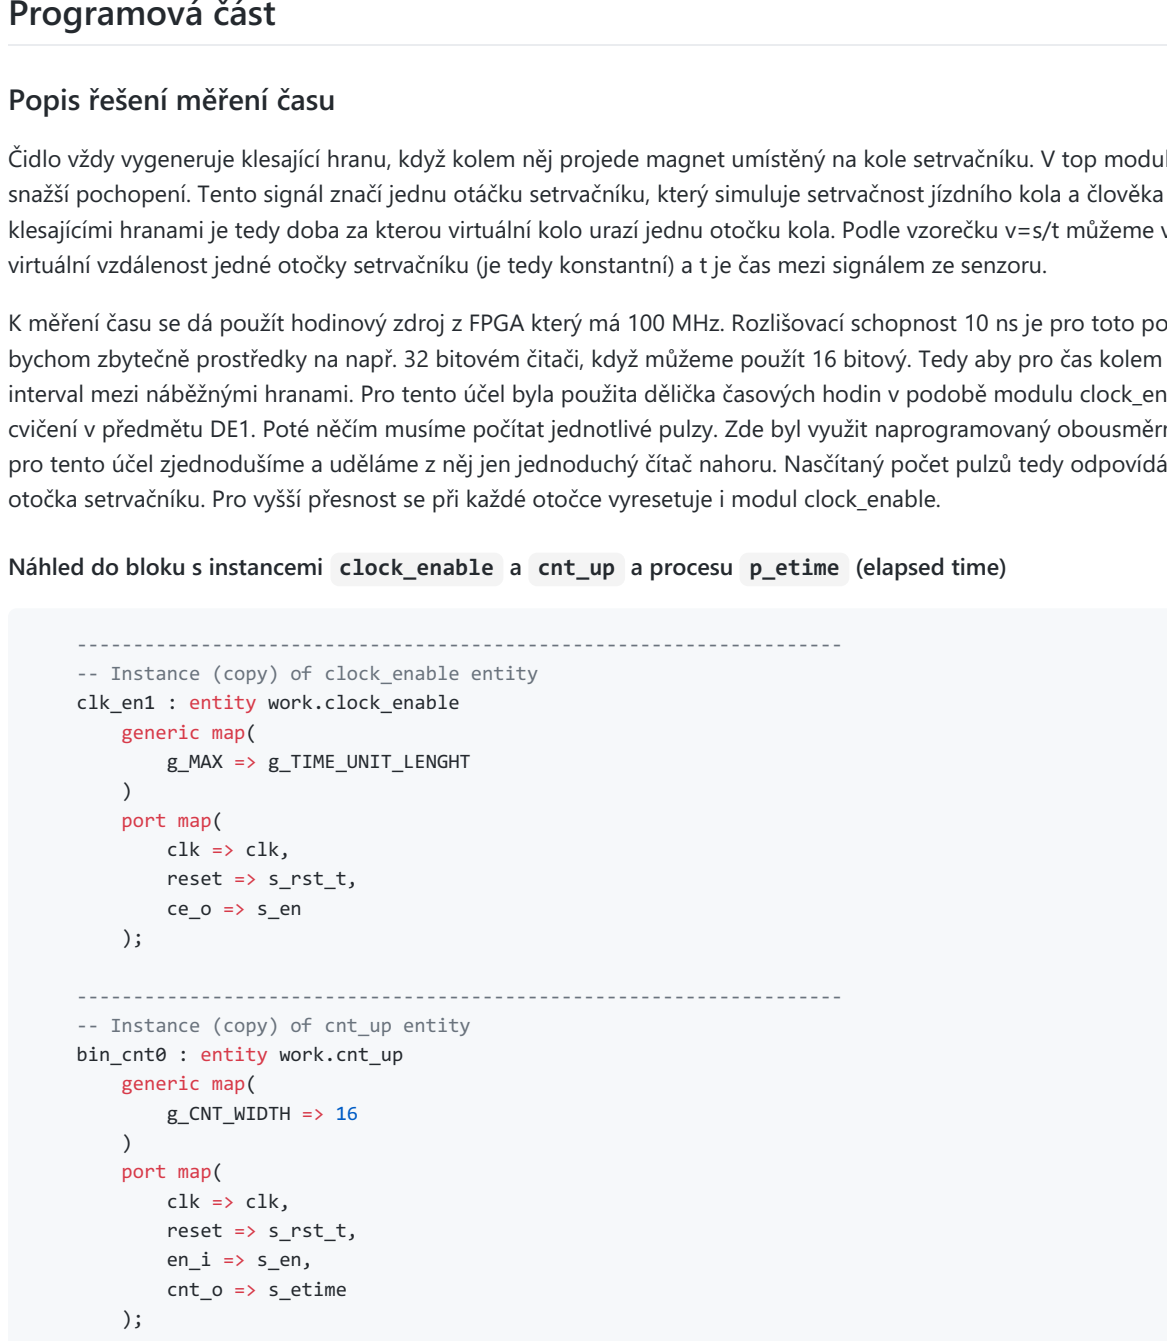 Programová část
Popis řešení měření času
Čidlo vždy vygeneruje klesající hranu, když kolem něj projede magnet umístěný na kole setrvačníku. V top
snažší pochopení. Tento signál značí jednu otáčku setrvačníku, který simuluje setrvačnost jízdního kola a člověka
klesajícími hranami je tedy doba za kterou virtuální kolo urazí jednu otočku kola. Podle vzorečku v=s/t můžeme
virtuální vzdálenost jedné otočky setrvačníku (je tedy konstantní) a t je čas mezi signálem ze senzoru.
K měření času se dá použít hodinový zdroj z FPGA který má 100 MHz. Rozlišovací schopnost 10 ns je pro toto
bychom zbytečně prostředky na např. 32 bitovém čitači, když můžeme použít 16 bitový. Tedy aby pro čas kolem
interval mezi náběžnými hranami. Pro tento účel byla použita dělička časových hodin v podobě modulu
cvičení v předmětu DE1. Poté něčím musíme počítat jednotlivé pulzy. Zde byl využit naprogramovaný
pro tento účel zjednodušíme a uděláme z něj jen jednoduchý čítač nahoru. Nasčítaný počet pulzů tedy odpovídá
otočka setrvačníku. Pro vyšší přesnost se při každé otočce vyresetuje i modul clock_enable.
Náhled do bloku s instancemi clock_enable a cnt_up a procesu p_etime (elapsed time)
--------------------------------------------------------------------
-- Instance (copy) of clock_enable entity
clk_en1 : entity work.clock_enable
generic map(
g_MAX => g_TIME_UNIT_LENGHT
)
port map(
clk => clk,
reset => s_rst_t,
ce_o => s_en
);
--------------------------------------------------------------------
-- Instance (copy) of cnt_up entity
bin_cnt0 : entity work.cnt_up
generic map(
g_CNT_WIDTH => 16
)
port map(
clk => clk,
reset => s_rst_t,
en_i => s_en,
cnt_o => s_etime
);